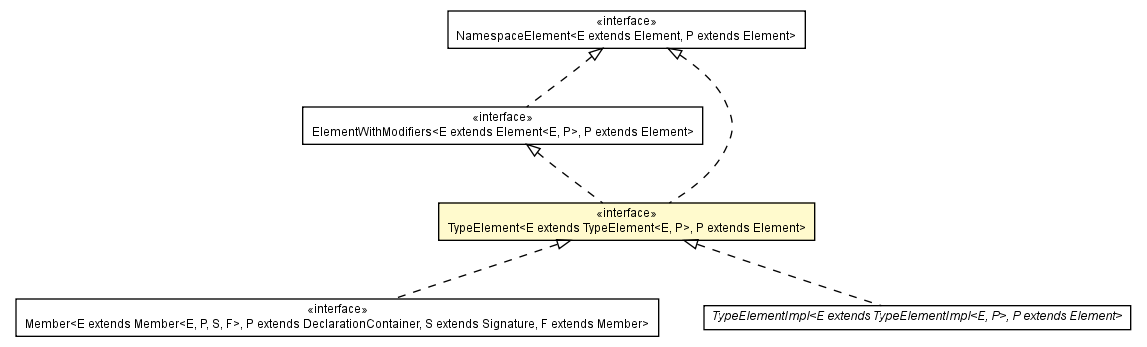 «interface»
NamespaceElement<E extends Element, P extends Element>
«interface»
ElementWithModifiers<E extends Element<E, P>, P extends Element>
«interface»
TypeElement<E extends TypeElement<E, P>, P extends Element>
«interface»
Member<E extends Member<E, P, S, F>, P extends DeclarationContainer, S extends Signature, F extends Member>
TypeElementImpl<E extends TypeElementImpl<E, P>, P extends Element>